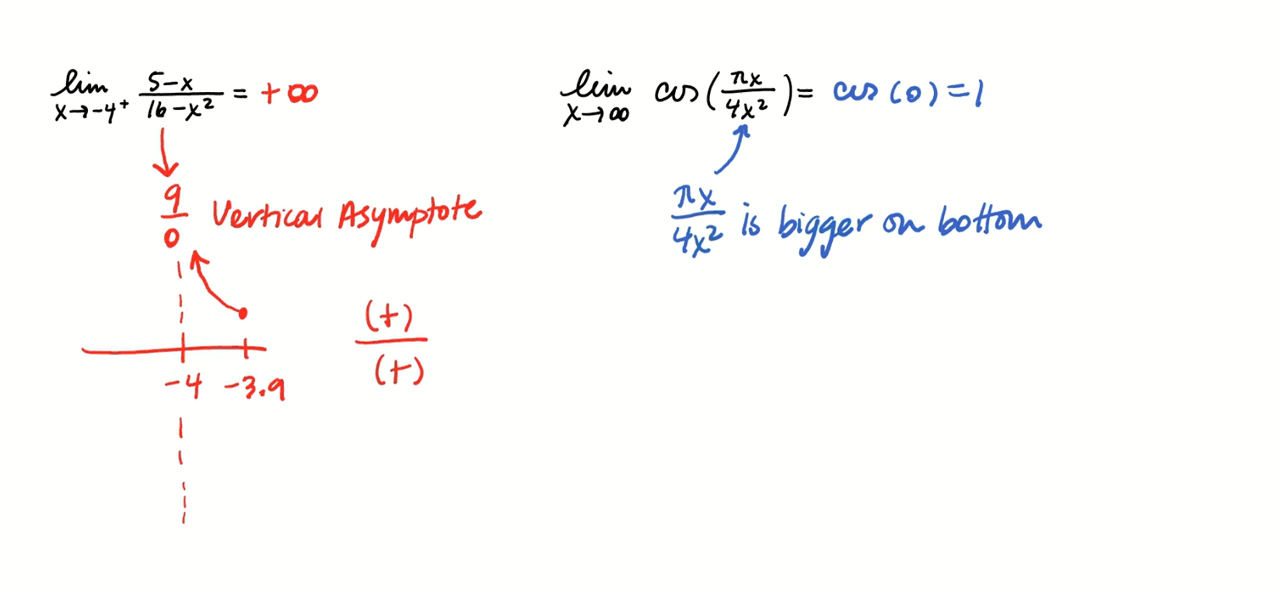 lim x→-4⁺ 5-x / 16-x² = +∞
9/0 Vertical Asymptote
(+) / (+)
-4 -3.9
lim x→∞ cos(πx / 4x²) = cos(0) = 1
πx / 4x² is bigger on bottom